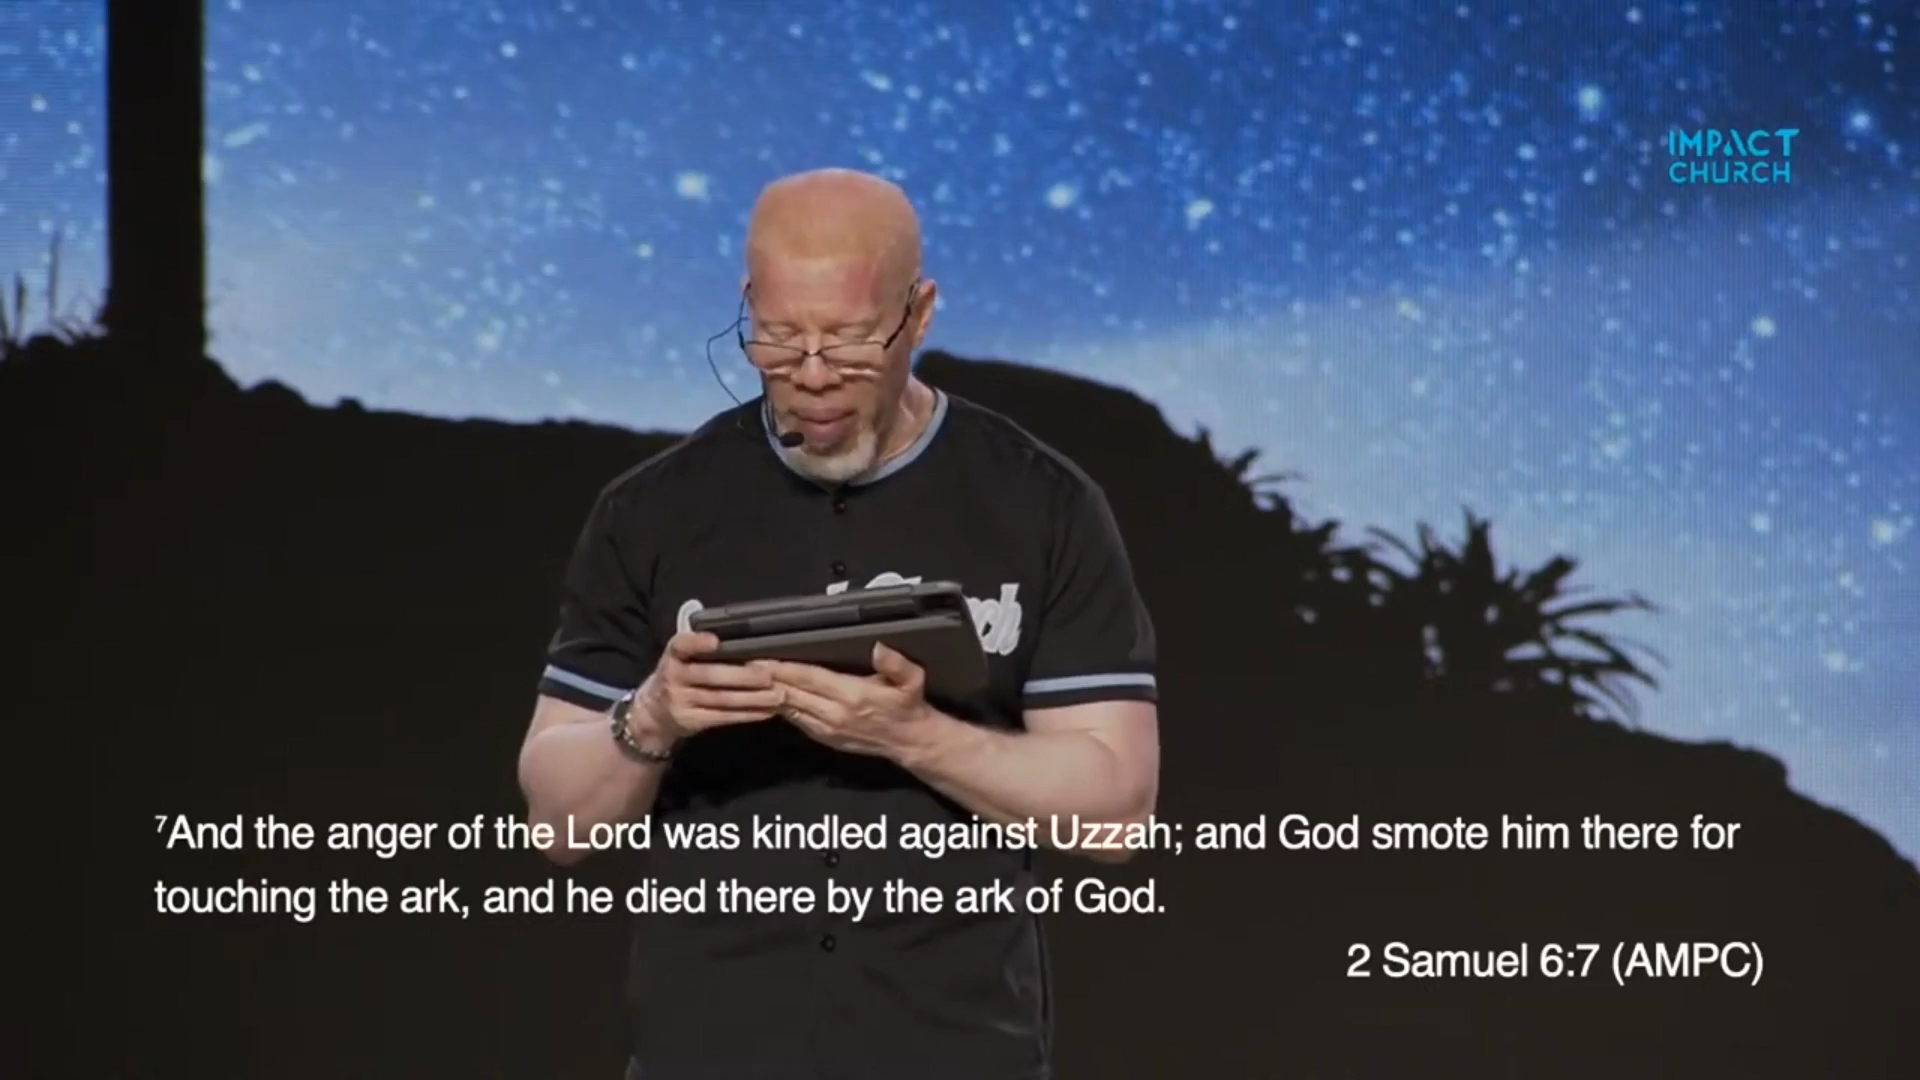 IMPACT
CHURCH
⁷And the anger of the Lord was kindled against Uzzah; and God smote him there for
touching the ark, and he died there by the ark of God.
2 Samuel 6:7 (AMPC)